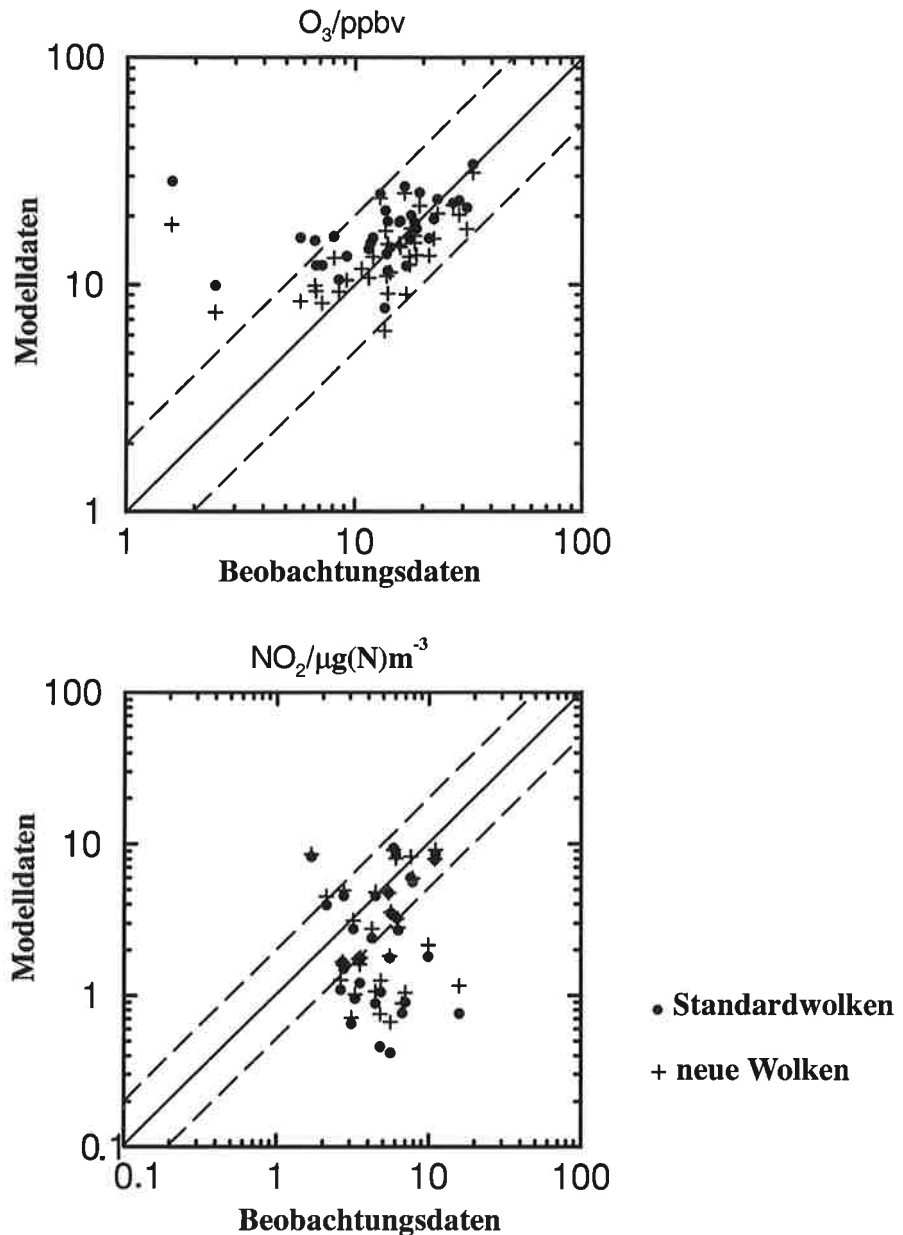 O₃/ppbv
100
10
1
Modelldaten
1
10
100
Beobachtungsdaten
NO₂/μg(N)m⁻³
100
10
1
0.1
Modelldaten
0.1
1
10
100
Beobachtungsdaten
Standardwolken
+ neue Wolken